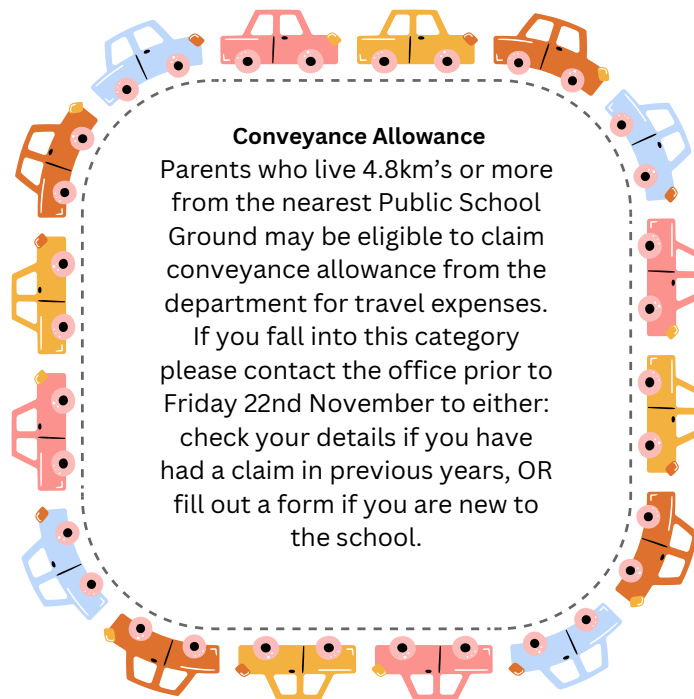 Conveyance Allowance
Parents who live 4.8km’s or more
from the nearest Public School
Ground may be eligible to claim
conveyance allowance from the
department for travel expenses.
If you fall into this category
please contact the office prior to
Friday 22nd November to either:
check your details if you have
had a claim in previous years, OR
fill out a form if you are new to
the school.